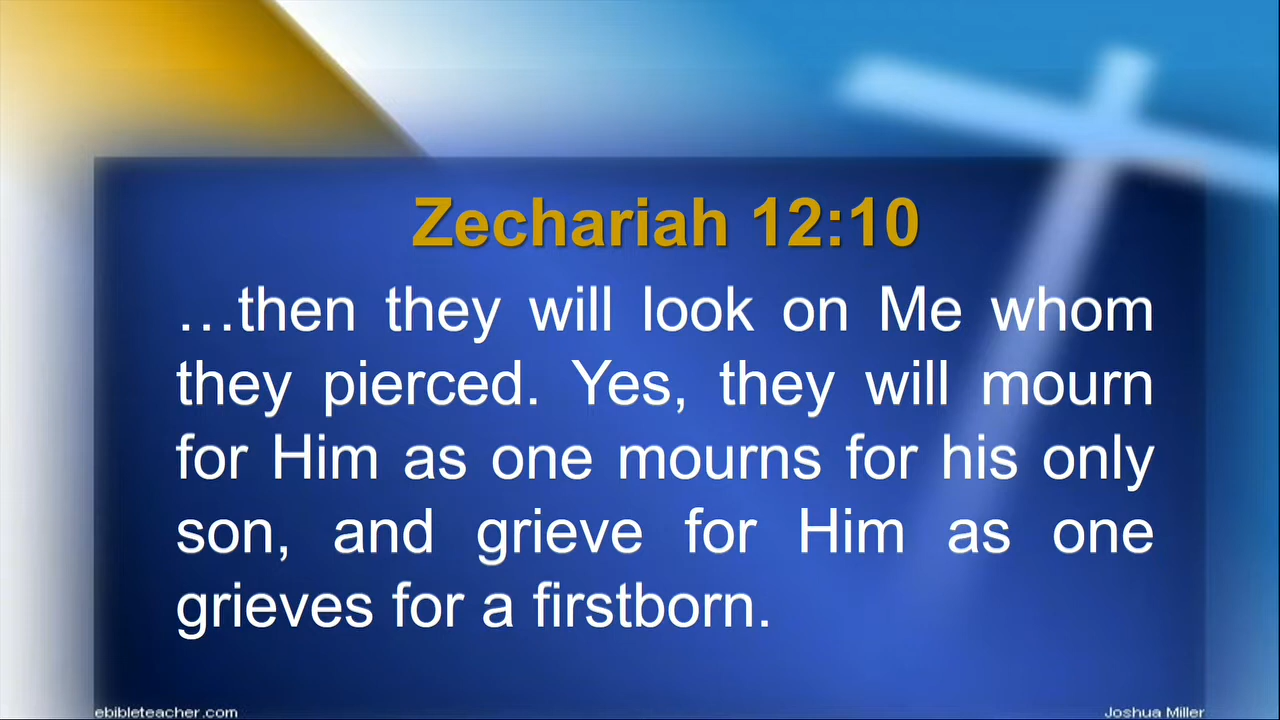 Zechariah 12:10
…then they will look on Me whom
they pierced. Yes, they will mourn
for Him as one mourns for his only
son, and grieve for Him as one
grieves for a firstborn.
ebibleteacher.com
Joshua Miller